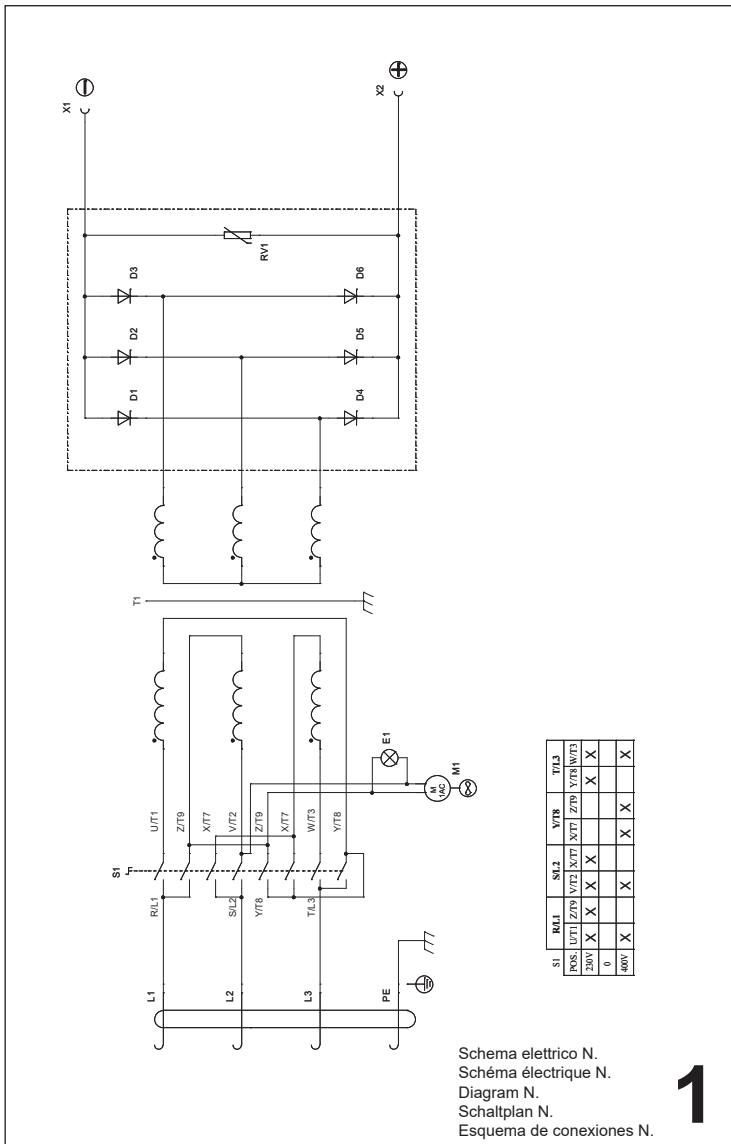 X1
X2
RV1
D3
D6
D2
D5
D1
D4
T1
E1
M
1AC
M1
U/T1
Z/T9
X/T7
V/T2
Z/T9
X/T7
W/T3
Y/T8
S1
R/L1
S/L2
Y/T8
T/L3
L1
L2
L3
PE
S1 R/L1 S/L2 Y/T8 T/L3
POS. U/T1 Z/T9 V/T2 X/T7 X/T7 Z/T9 Y/T8 W/T3
230V X X X X X X
0
400V X X X X X
Schema elettrico N.
Schéma électrique N.
Diagram N.
Schaltplan N.
Esquema de conexiones N.
1